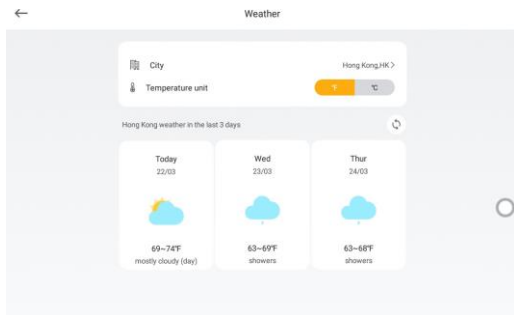 Weather
City
Hong Kong,HK >
Temperature unit
°F
°C
Hong Kong weather in the last 3 days
Today
22/03
69~74°F
mostly cloudy (day)
Wed
23/03
63~69°F
showers
Thur
24/03
63~68°F
showers